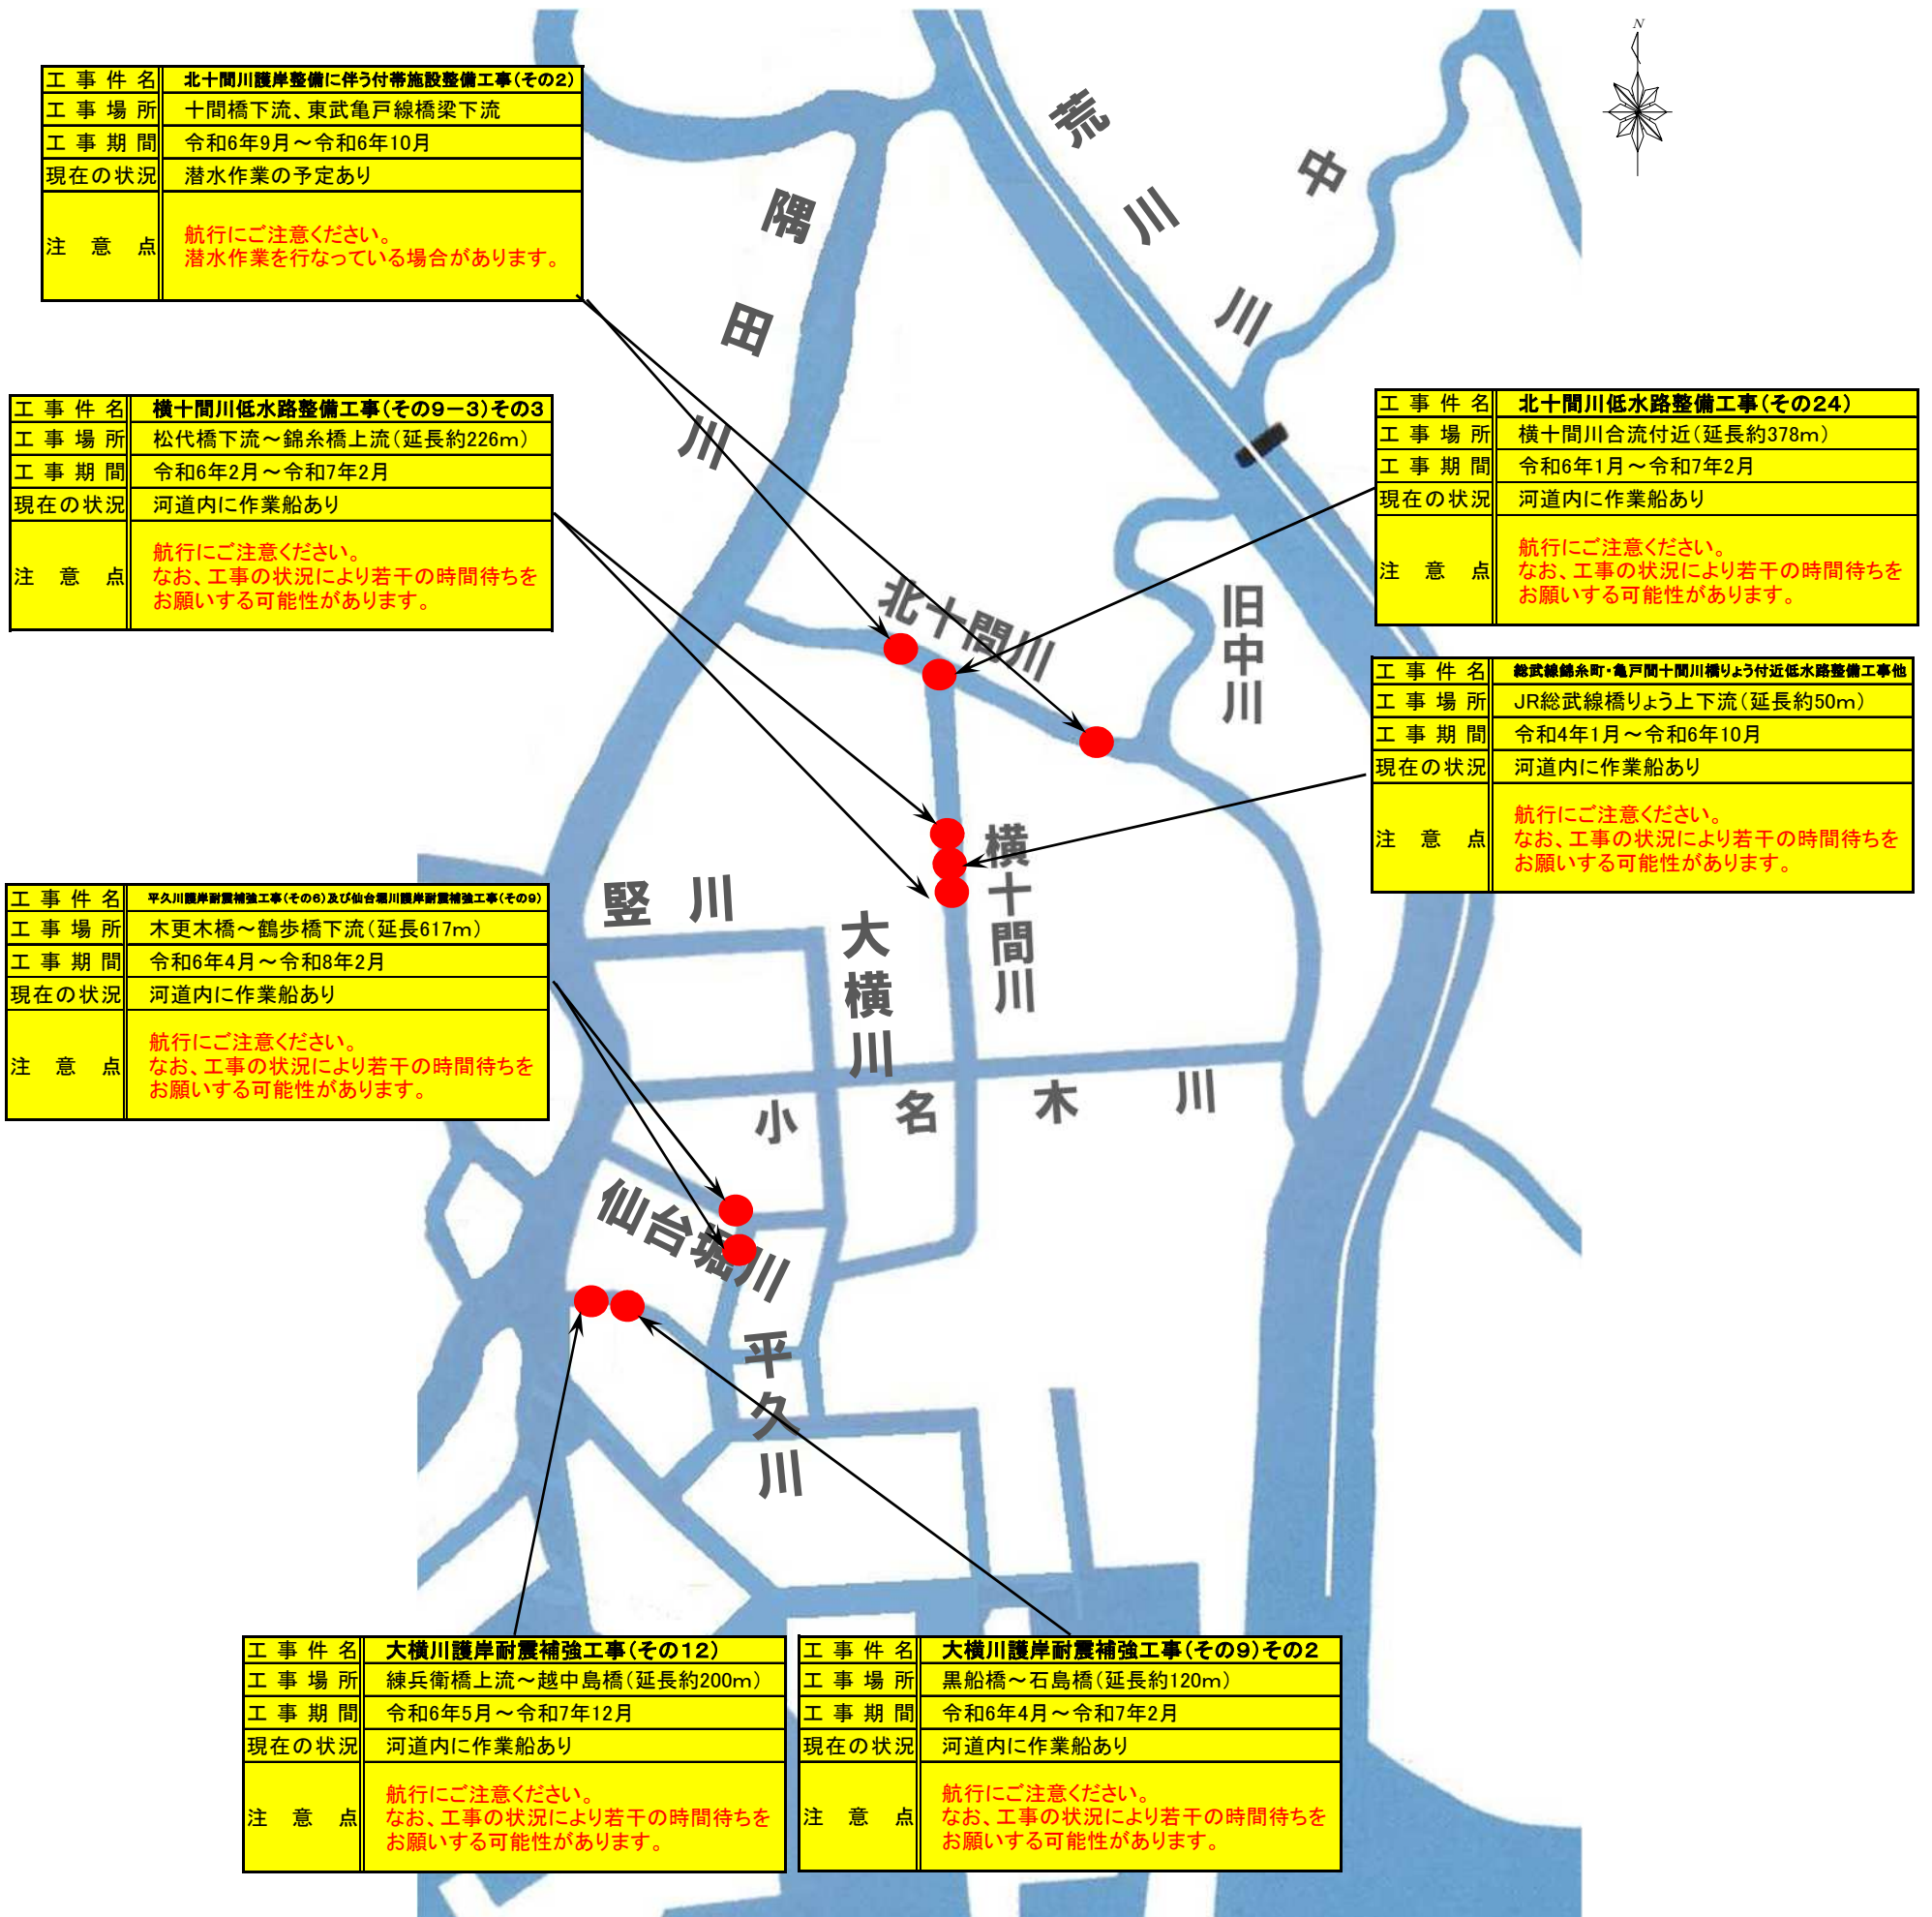 N
工事件名 北十間川護岸整備に伴う付帯施設整備工事(その2)
工事場所 十間橋下流、東武亀戸線橋梁下流
工事期間 令和6年9月～令和6年10月
現在の状況 潜水作業の予定あり
注意点 航行にご注意ください。
潜水作業を行なっている場合があります。
荒川
中川
隅田川
工事件名 横十間川低水路整備工事(その9－3)その3
工事場所 松代橋下流～錦糸橋上流(延長約226m)
工事期間 令和6年2月～令和7年2月
現在の状況 河道内に作業船あり
注意点 航行にご注意ください。
なお、工事の状況により若干の時間待ちを
お願いする可能性があります。
工事件名 北十間川低水路整備工事(その24)
工事場所 横十間川合流付近(延長約378m)
工事期間 令和6年1月～令和7年2月
現在の状況 河道内に作業船あり
注意点 航行にご注意ください。
なお、工事の状況により若干の時間待ちを
お願いする可能性があります。
北十間川
旧中川
工事件名 総武線錦糸町・亀戸間十間川橋りょう付近低水路整備工事他
工事場所 JR総武線橋りょう上下流(延長約50m)
工事期間 令和4年1月～令和6年10月
現在の状況 河道内に作業船あり
注意点 航行にご注意ください。
なお、工事の状況により若干の時間待ちを
お願いする可能性があります。
横十間川
竪川
大横川
工事件名 平久川護岸耐震補強工事(その6)及び仙台堀川護岸耐震補強工事(その9)
工事場所 木更木橋～鶴歩橋下流(延長617m)
工事期間 令和6年4月～令和8年2月
現在の状況 河道内に作業船あり
注意点 航行にご注意ください。
なお、工事の状況により若干の時間待ちを
お願いする可能性があります。
小名木川
仙台堀川
平久川
工事件名 大横川護岸耐震補強工事(その12)
工事場所 練兵衛橋上流～越中島橋(延長約200m)
工事期間 令和6年5月～令和7年12月
現在の状況 河道内に作業船あり
注意点 航行にご注意ください。
なお、工事の状況により若干の時間待ちを
お願いする可能性があります。
工事件名 大横川護岸耐震補強工事(その9)その2
工事場所 黒船橋～石島橋(延長約120m)
工事期間 令和6年4月～令和7年2月
現在の状況 河道内に作業船あり
注意点 航行にご注意ください。
なお、工事の状況により若干の時間待ちを
お願いする可能性があります。